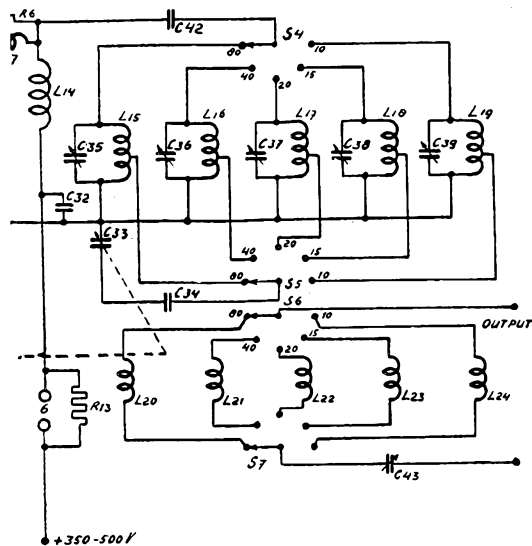 R6
C42
S4
80
10
7
40
15
20
L14
L15
L16
L17
L18
L19
C35
C36
C37
C38
C39
C32
C33
20
40
15
80
S5
10
C34
S6
80
10
OUTPUT
40
15
20
6
R13
L20
L21
L22
L23
L24
S7
C43
+350-500V